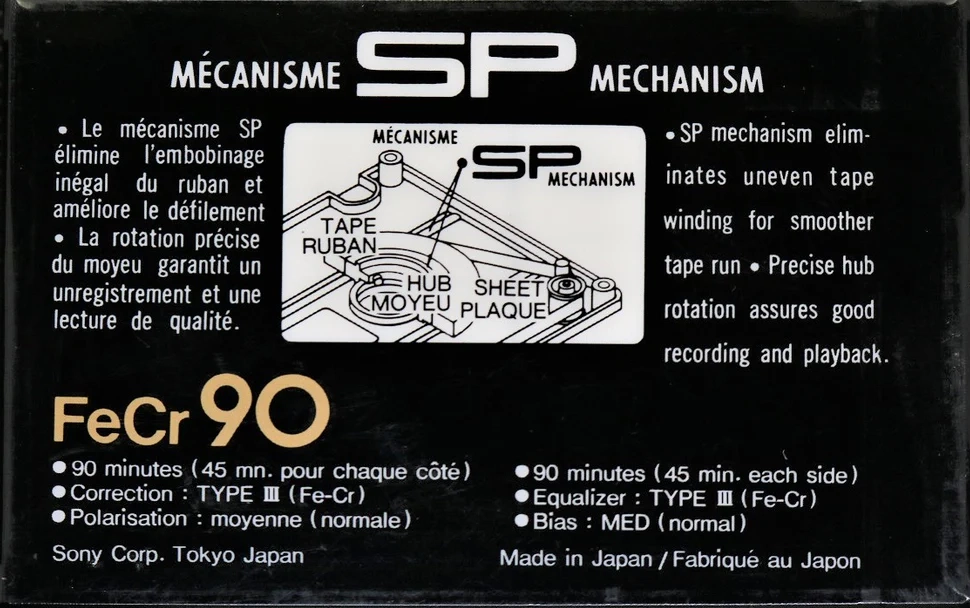 MÉCANISME SP MECHANISM
• Le mécanisme SP
élimine l'embobinage
inégal du ruban et
améliore le défilement
• La rotation précise
du moyeu garantit un
unregistrement et une
lecture de qualité.
MÉCANISME
SP
MECHANISM
TAPE
RUBAN
HUB
MOYEU
SHEET
PLAQUE
• SP mechanism elim-
inates uneven tape
winding for smoother
tape run • Precise hub
rotation assures good
recording and playback.
FeCr 90
• 90 minutes (45 mn. pour chaque côté)
• Correction : TYPE III (Fe-Cr)
• Polarisation : moyenne (normale)
Sony Corp. Tokyo Japan
• 90 minutes (45 min. each side)
• Equalizer : TYPE III (Fe-Cr)
• Bias : MED (normal)
Made in Japan / Fabriqué au Japon